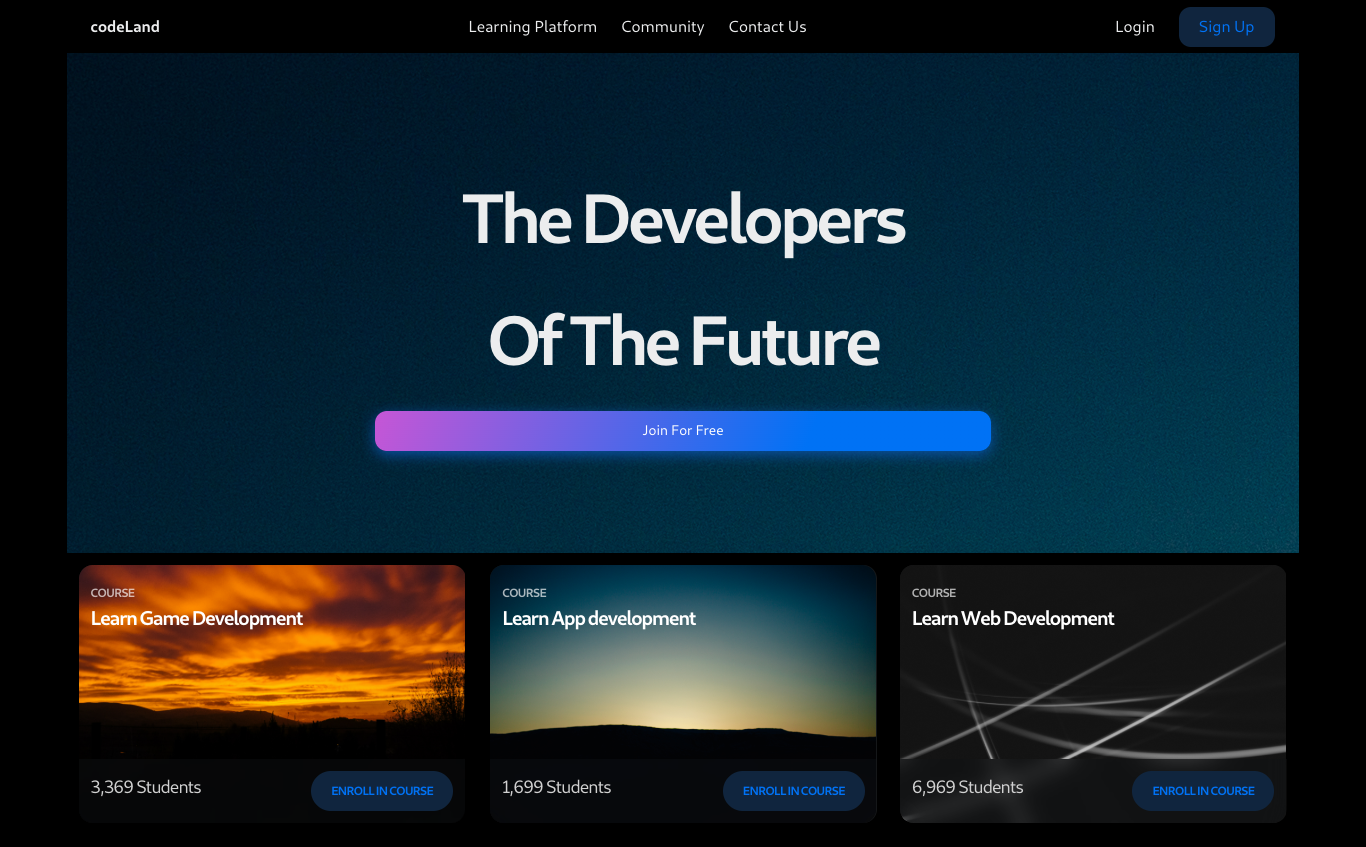 codeLand
Learning Platform
Community
Contact Us
Login
Sign Up
The Developers
Of The Future
Join For Free
COURSE
Learn Game Development
3,369 Students
ENROLL IN COURSE
COURSE
Learn App development
1,699 Students
ENROLL IN COURSE
COURSE
Learn Web Development
6,969 Students
ENROLL IN COURSE